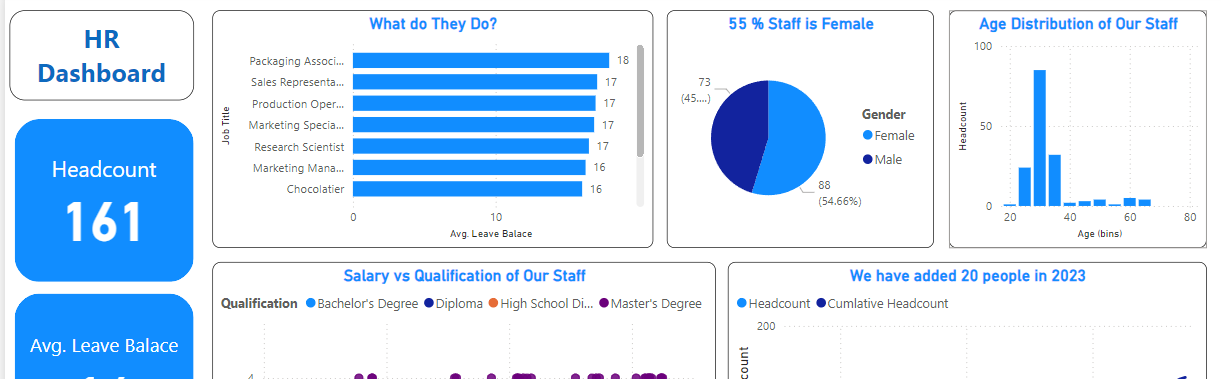 HR
Dashboard
Headcount
161
Avg. Leave Balace
What do They Do?
Job Title
Packaging Associ...
Sales Representa...
Production Oper...
Marketing Specia...
Research Scientist
Marketing Mana...
Chocolatier
18
17
17
17
17
16
16
0
10
Avg. Leave Balace
55 % Staff is Female
73
(45....)
88
(54.66%)
Gender
Female
Male
Age Distribution of Our Staff
Headcount
100
50
0
20
40
60
80
Age (bins)
Salary vs Qualification of Our Staff
Qualification Bachelor's Degree Diploma High School Di... Master's Degree
4
We have added 20 people in 2023
Headcount Cumlative Headcount
200
count